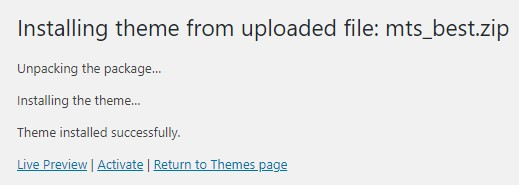 Installing theme from uploaded file: mts_best.zip
Unpacking the package…
Installing the theme…
Theme installed successfully.
Live Preview | Activate | Return to Themes page